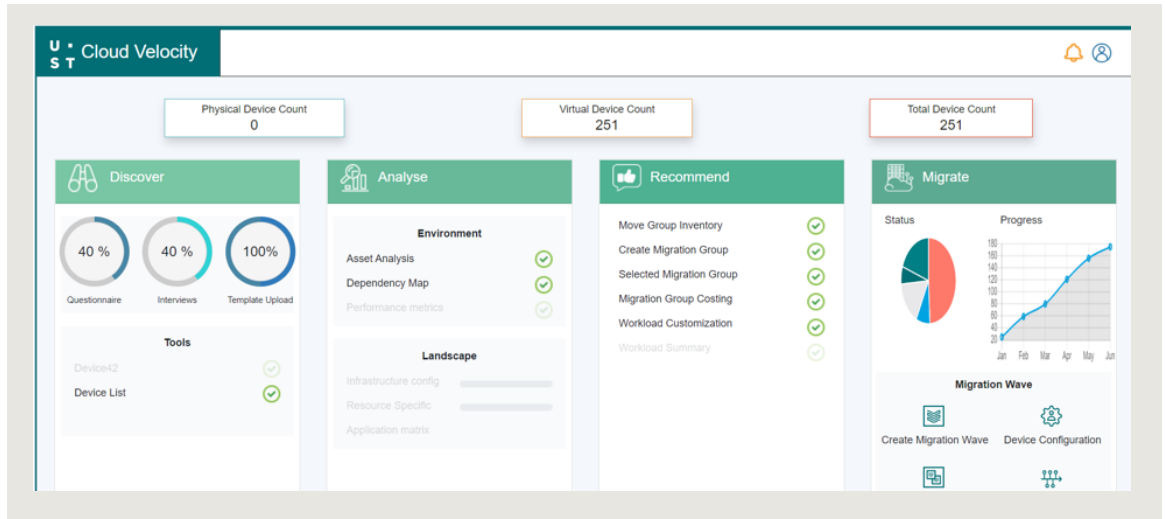 U ST Cloud Velocity
Physical Device Count
0
Virtual Device Count
251
Total Device Count
251
Discover
40 %
40 %
100%
Questionnaire
Interviews
Template Upload
Tools
Device42
Device List
Analyse
Environment
Asset Analysis
Dependency Map
Performance metrics
Landscape
Infrastructure config
Resource Specific
Application matrix
Recommend
Move Group Inventory
Create Migration Group
Selected Migration Group
Migration Group Costing
Workload Customization
Workload Summary
Migrate
Status
Progress
180
160
140
120
100
80
60
40
20
Jan Feb Mar Apr May Jun
Migration Wave
Create Migration Wave
Device Configuration